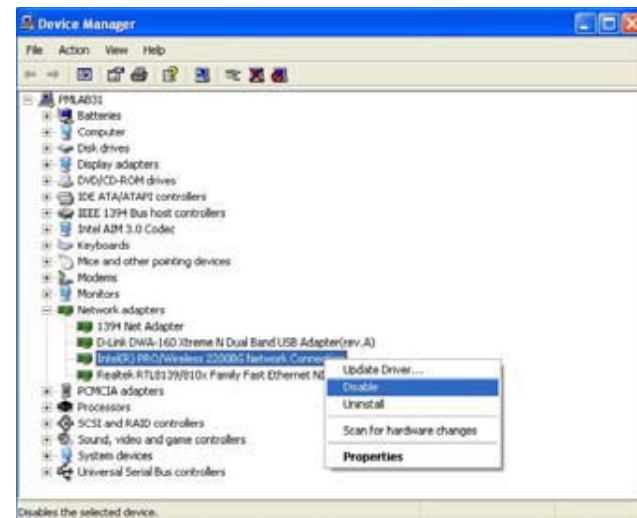 Device Manager
File Action View Help
PMLAB31
Batteries
Computer
Disk drives
Display adapters
DVD/CD-ROM drives
IDE ATA/ATAPI controllers
IEEE 1394 Bus host controllers
Intel AIM 3.0 Codec
Keyboards
Mice and other pointing devices
Modems
Monitors
Network adapters
1394 Net Adapter
D-Link DWA-160 Xtreme N Dual Band USB Adapter(rev.A)
Intel(R) PRO/Wireless 2200BG Network Connec
Realtek RTL8139/810x Family Fast Ethernet NI
PCMCIA adapters
Processors
SCSI and RAID controllers
Sound, video and game controllers
System devices
Universal Serial Bus controllers
Update Driver...
Disable
Uninstall
Scan for hardware changes
Properties
Disables the selected device.